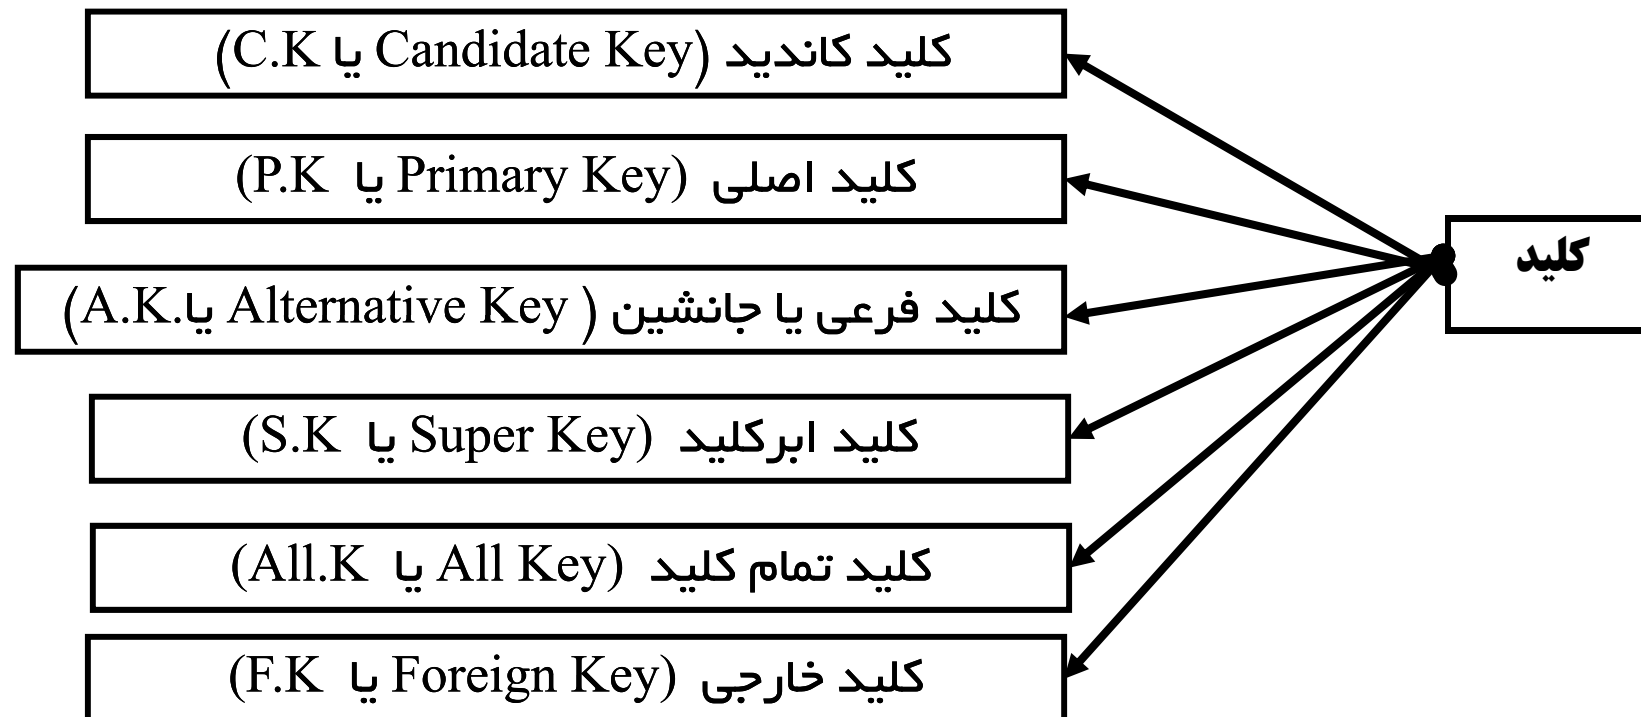 کلید
کلید کاندید (Candidate Key یا C.K)
کلید اصلی (Primary Key یا P.K)
کلید فرعی یا جانشین ( Alternative Key یا.A.K)
کلید ابرکلید (Super Key یا S.K)
کلید تمام کلید (All Key یا All.K)
کلید خارجی (Foreign Key یا F.K)